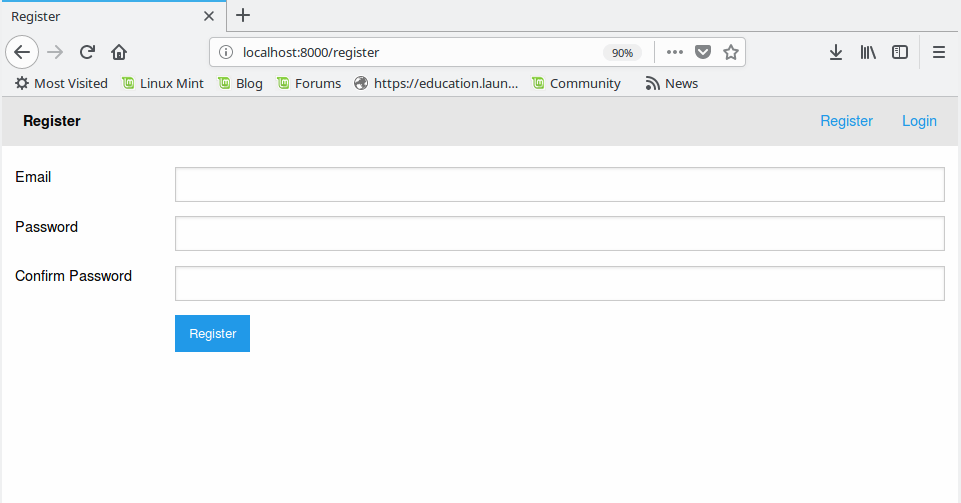 Register
localhost:8000/register 90%
Most Visited Linux Mint Blog Forums https://education.laun... Community News
Register Register Login
Email
Password
Confirm Password
Register